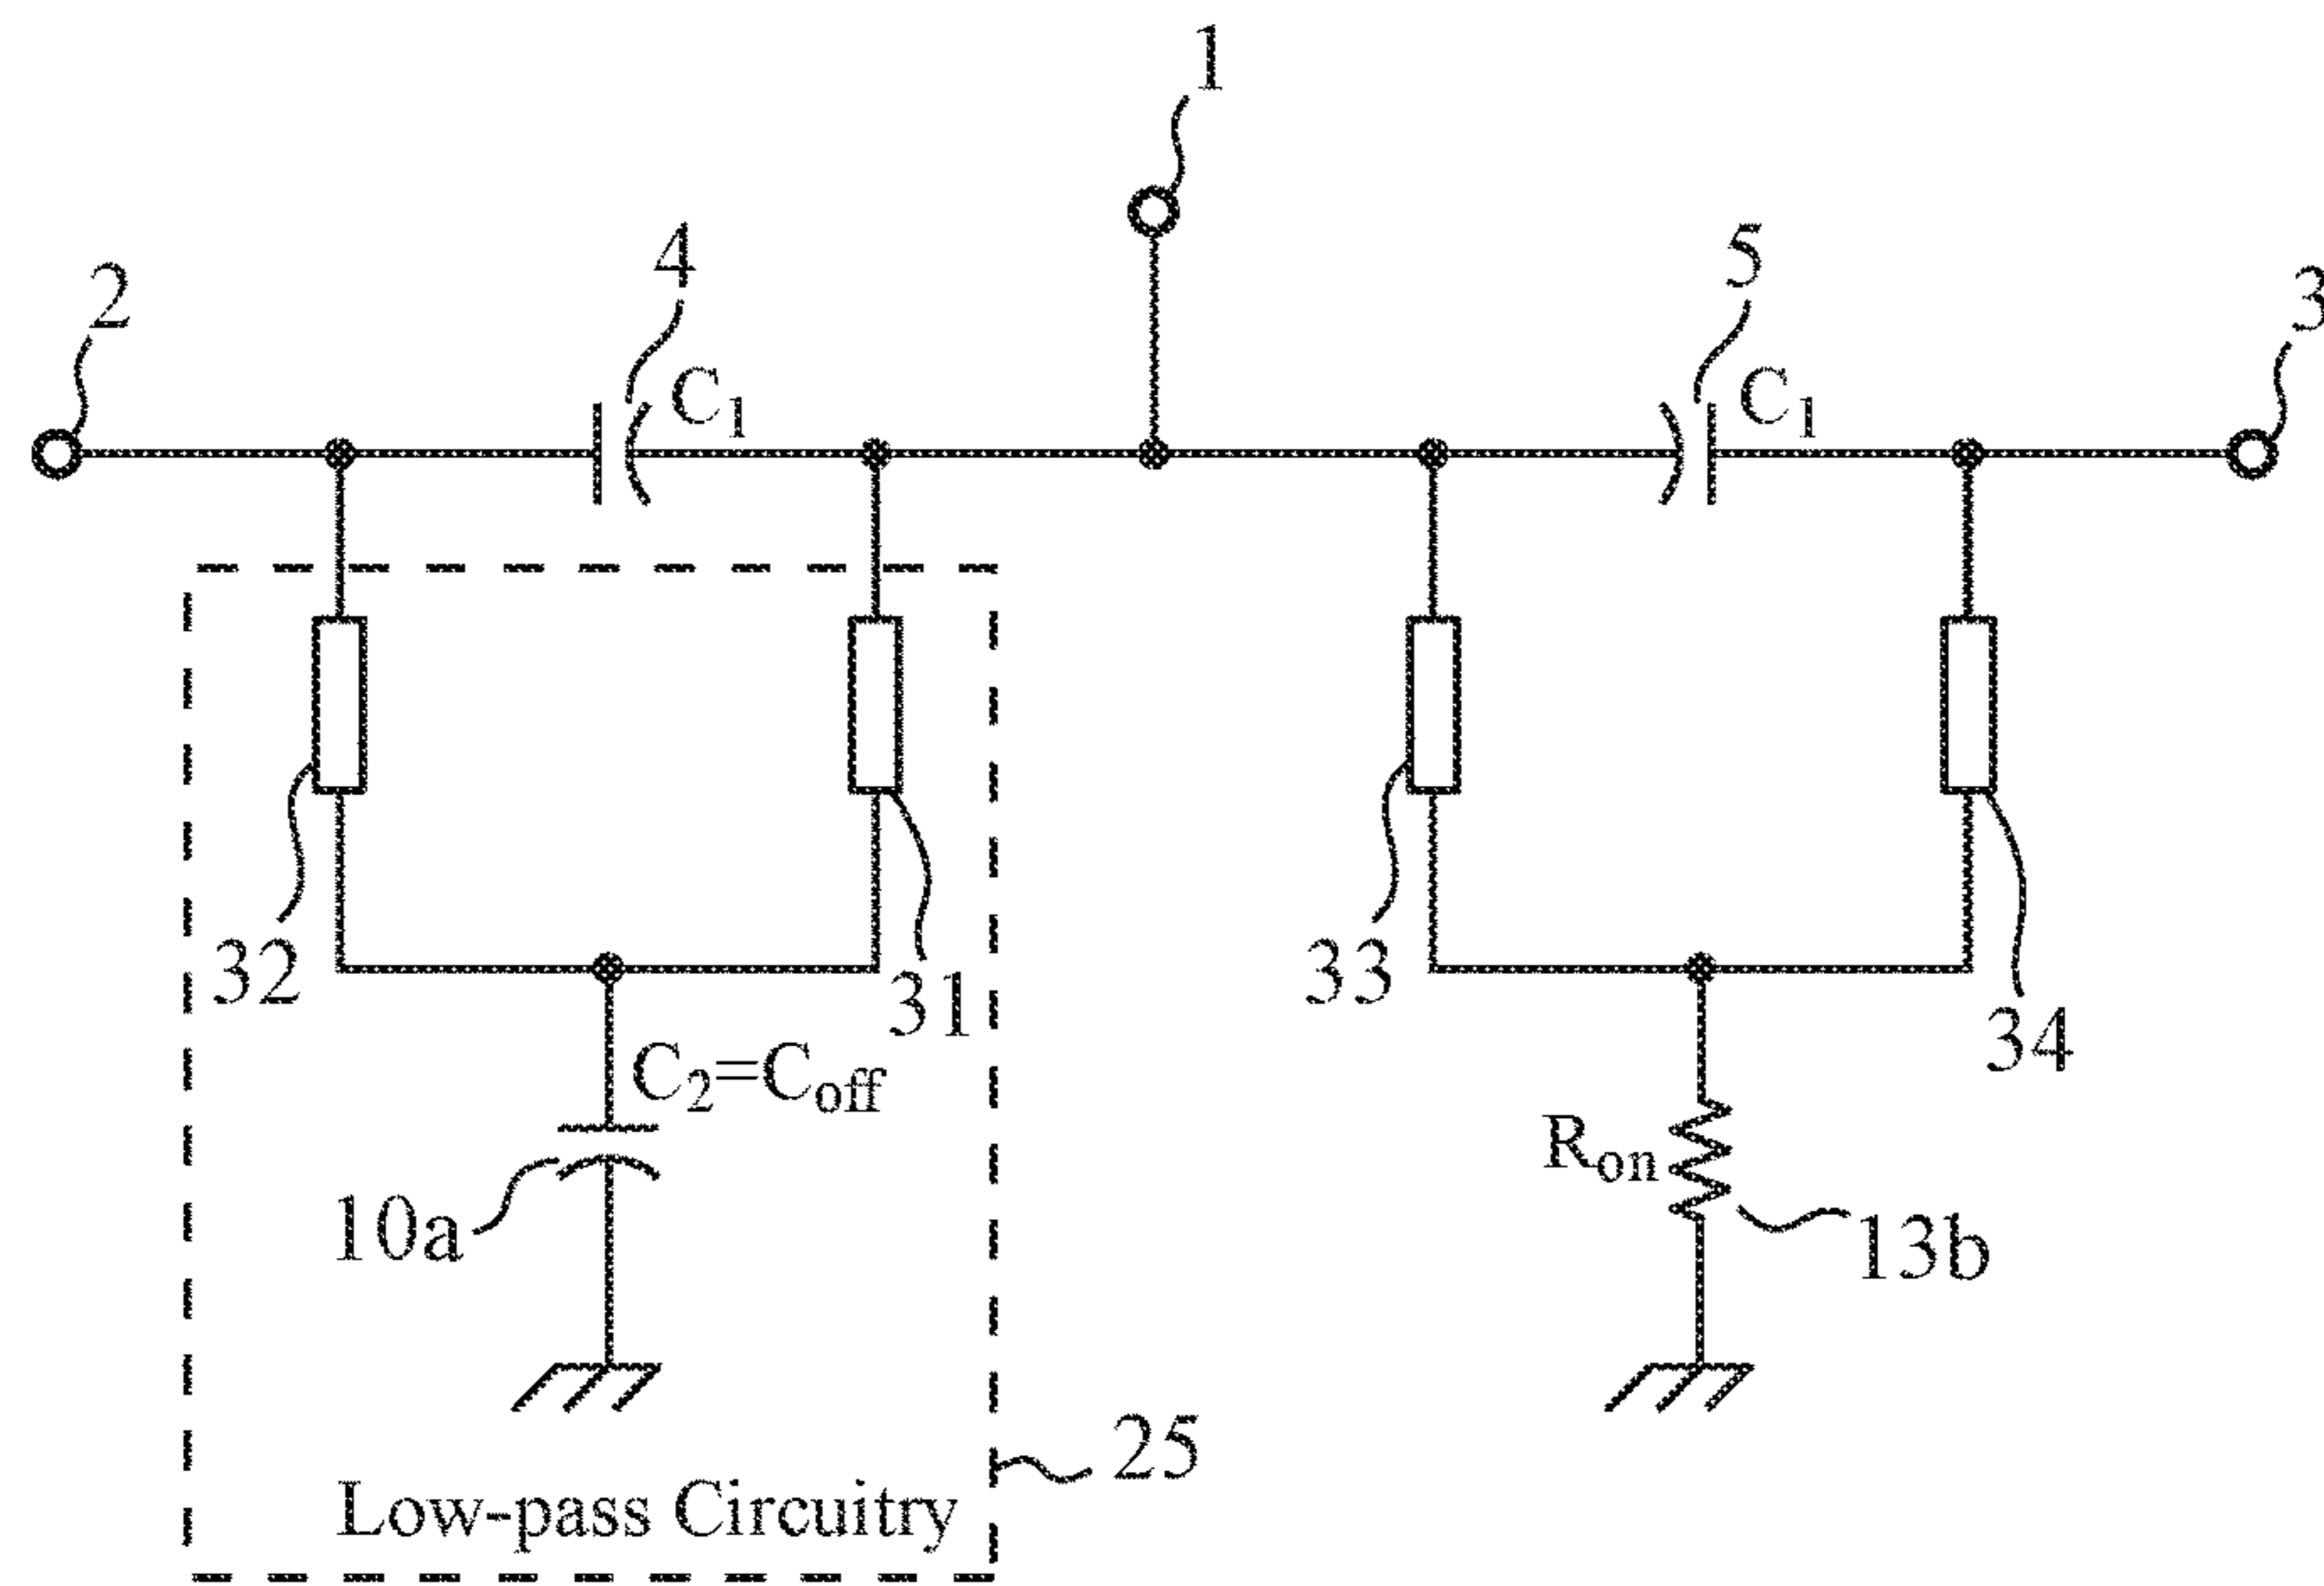 1
4
5
2
3
C₁
C₁
32
31
33
34
C₂=Coff
Ron
10a
13b
25
Low-pass Circuitry